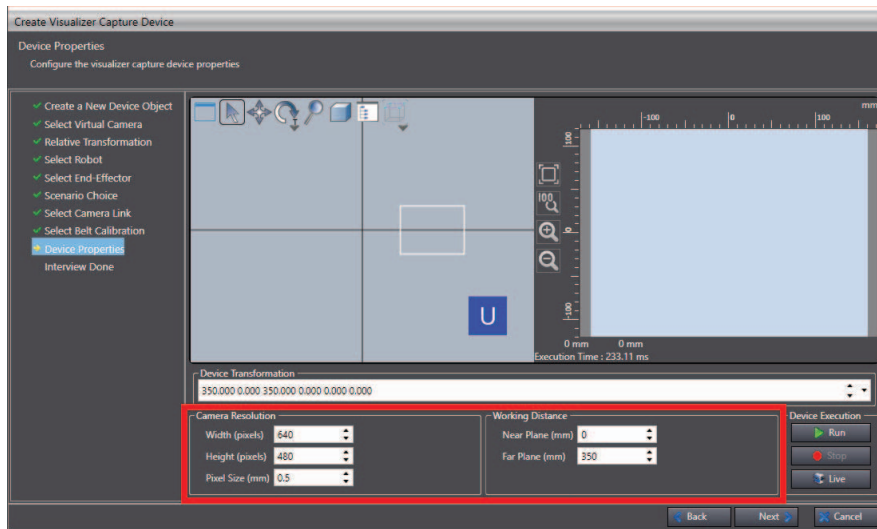 Create Visualizer Capture Device
Device Properties
Configure the visualizer capture device properties
Create a New Device Object
Select Virtual Camera
Relative Transformation
Select Robot
Select End-Effector
Scenario Choice
Select Camera Link
Select Belt Calibration
Device Properties
Interview Done
U
100
mm
-100
0
100
100
0
-100
0 mm 0 mm
Execution Time : 233.11 ms
Device Transformation
350.000 0.000 350.000 0.000 0.000 0.000
Camera Resolution
Width (pixels) 640
Height (pixels) 480
Pixel Size (mm) 0.5
Working Distance
Near Plane (mm) 0
Far Plane (mm) 350
Device Execution
Run
Stop
Live
Back Next Cancel